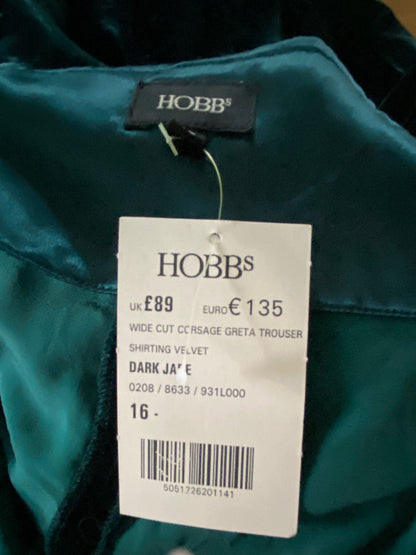 HOBBS
HOBBS
UK £89 EURO € 135
WIDE CUT CORSAGE GRETA TROUSER
SHIRTING VELVET
DARK JADE
0208 / 8633 / 931L000
16 -
5051726201141